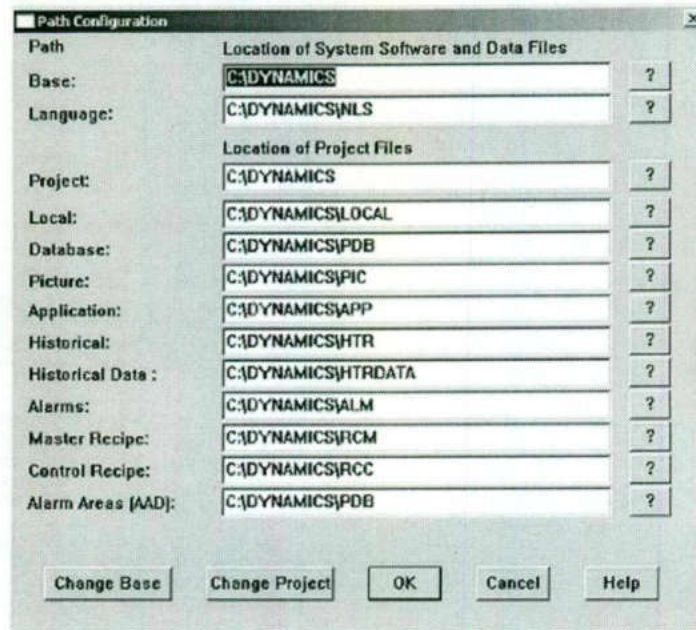 Path Configuration
Path Location of System Software and Data Files
Base: C:\DYNAMICS ?
Language: C:\DYNAMICS\NLS ?
Location of Project Files
Project: C:\DYNAMICS ?
Local: C:\DYNAMICS\LOCAL ?
Database: C:\DYNAMICS\PDB ?
Picture: C:\DYNAMICS\PIC ?
Application: C:\DYNAMICS\APP ?
Historical: C:\DYNAMICS\HTR ?
Historical Data : C:\DYNAMICS\HTRDATA ?
Alarms: C:\DYNAMICS\ALM ?
Master Recipe: C:\DYNAMICS\RCM ?
Control Recipe: C:\DYNAMICS\RCC ?
Alarm Areas (AAD): C:\DYNAMICS\PDB ?
Change Base Change Project OK Cancel Help